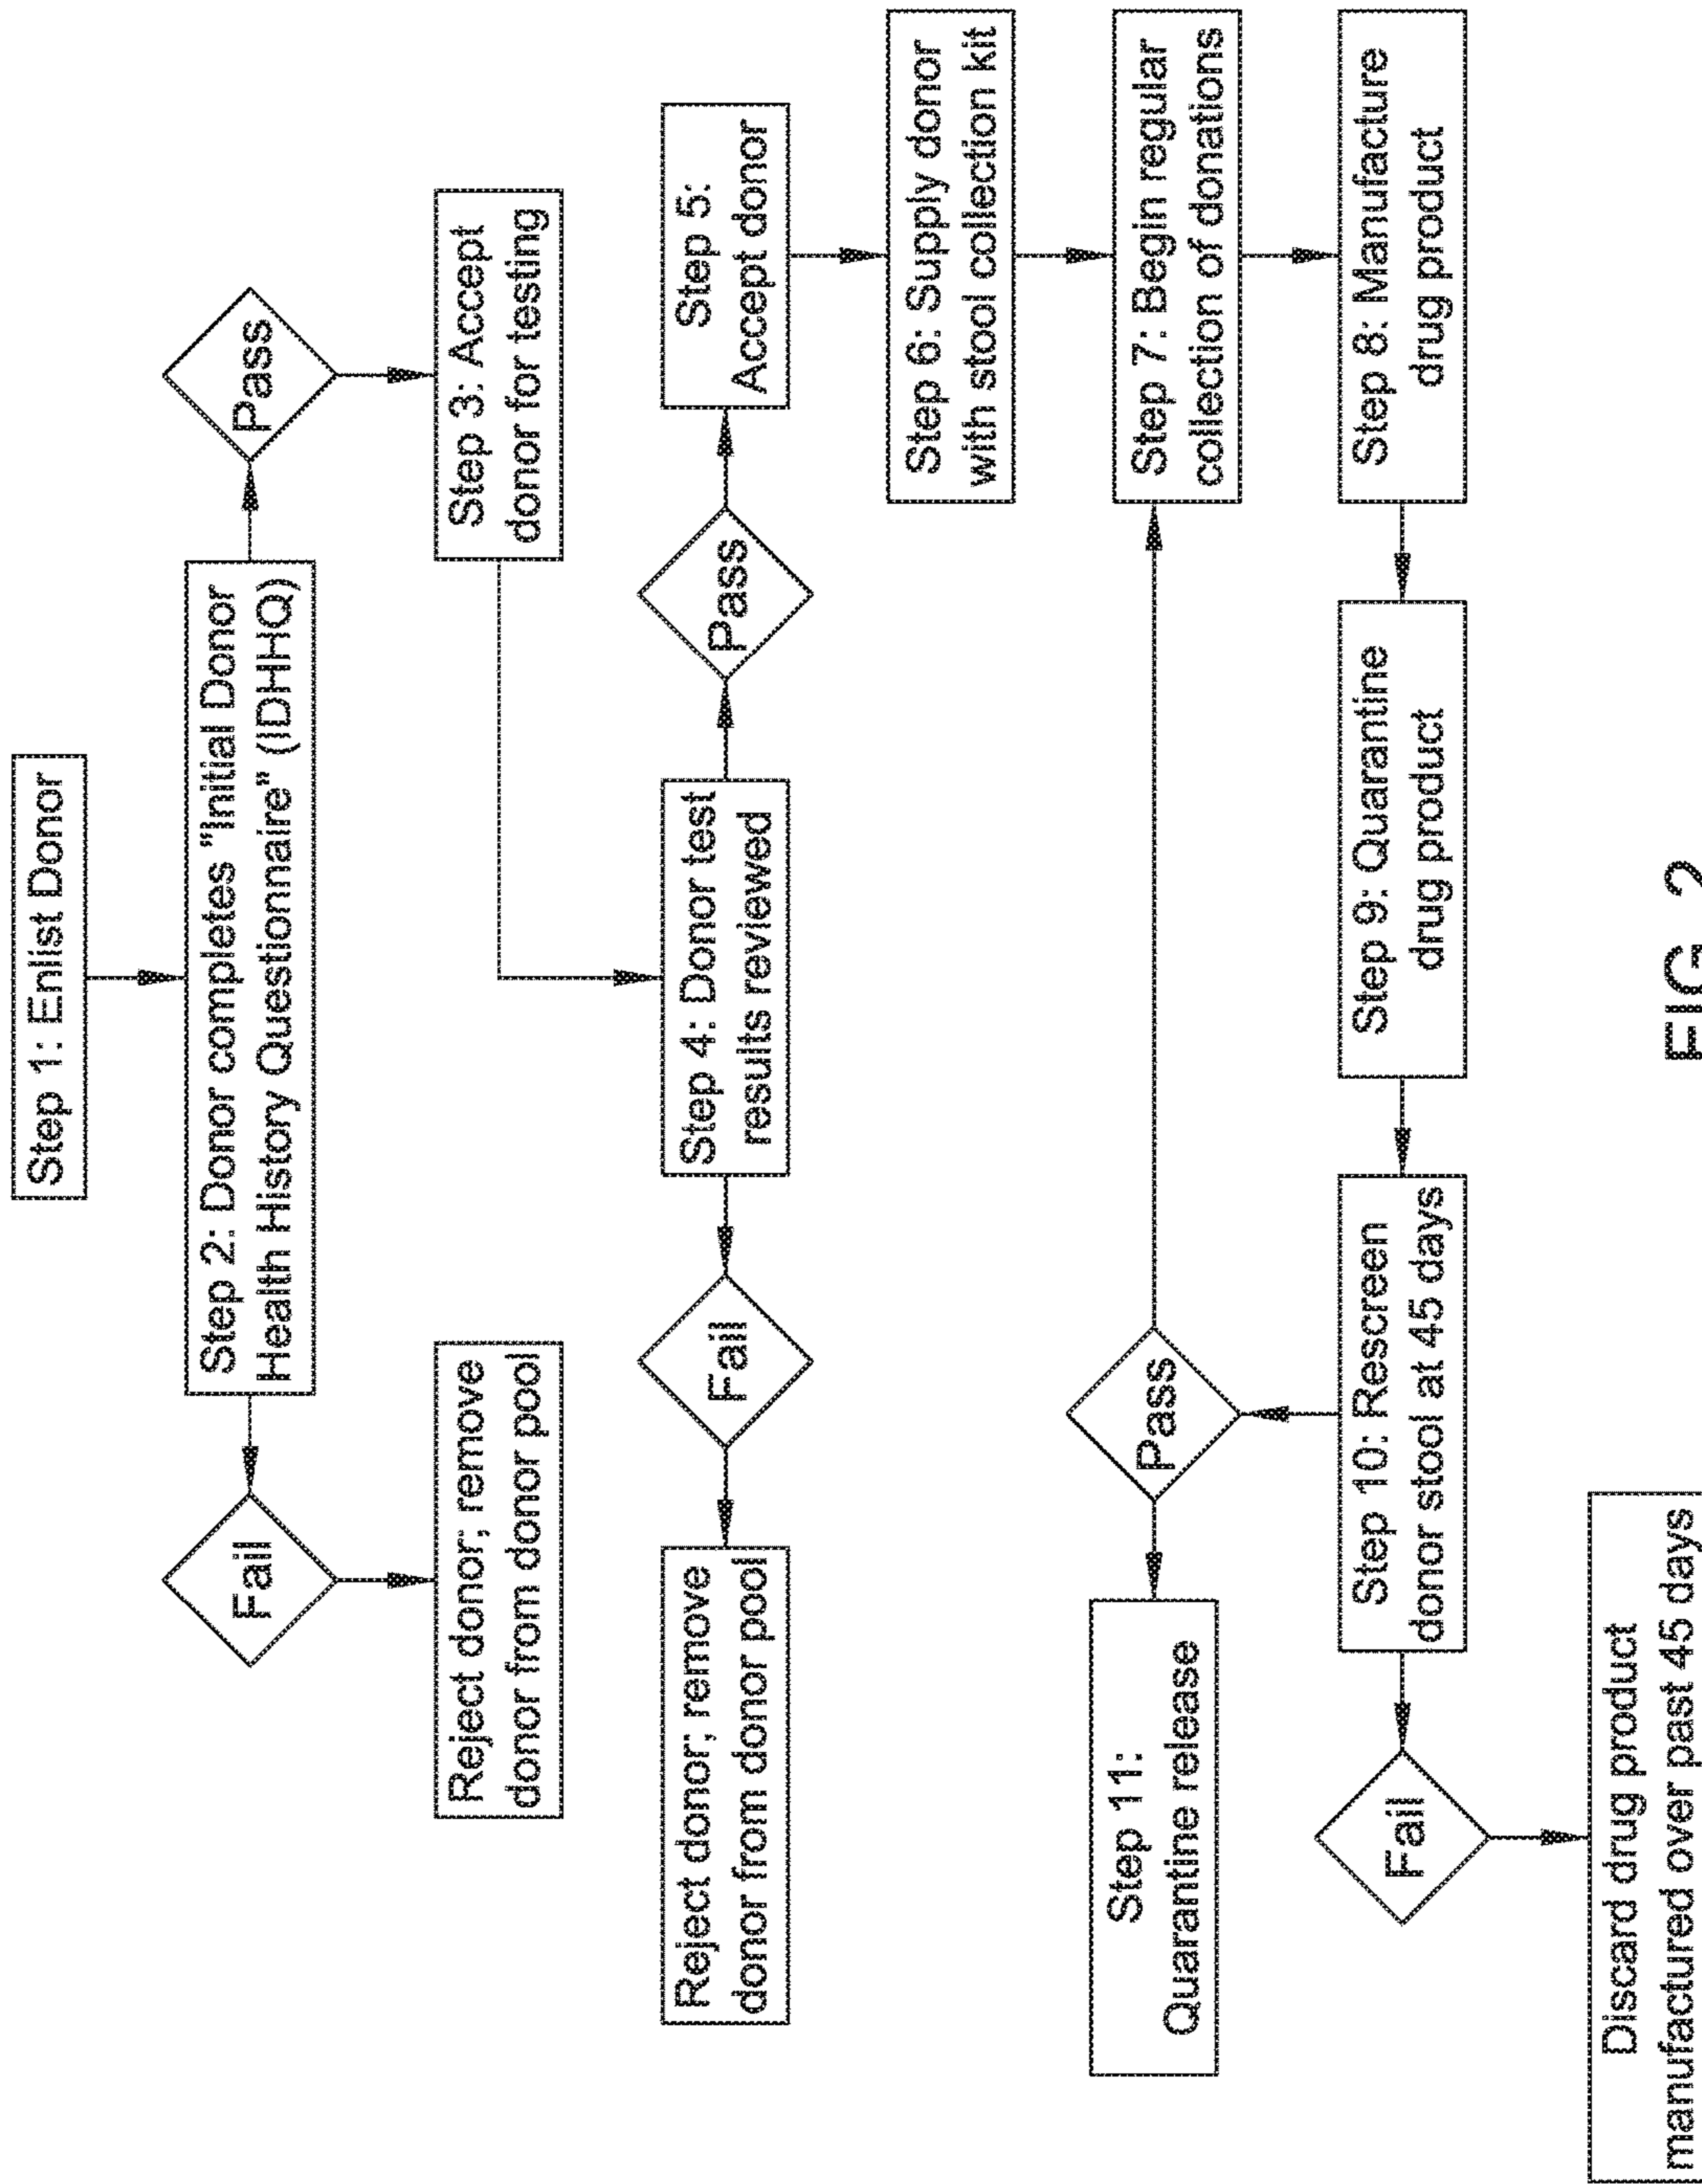 Step 1: Enlist Donor
Step 2: Donor completes "Initial Donor
Health History Questionnaire" (IDHHQ)
Fail
Pass
Reject donor; remove
donor from donor pool
Step 3: Accept
donor for testing
Reject donor; remove
donor from donor pool
Fail
Step 4: Donor test
results reviewed
Pass
Step 5:
Accept donor
Step 6: Supply donor
with stool collection kit
Step 11:
Quarantine release
Pass
Step 7: Begin regular
collection of donations
Fail
Step 10: Rescreen
donor stool at 45 days
Step 9: Quarantine
drug product
Step 8: Manufacture
drug product
Discard drug product
manufactured over past 45 days
FIG. 2